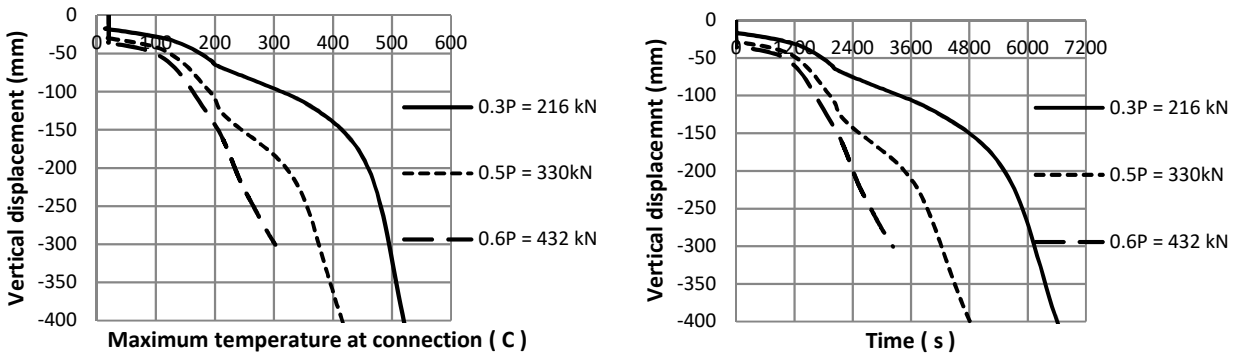 0
-50
-100
-150
-200
-250
-300
-350
-400
0 100 200 300 400 500 600
Vertical displacement (mm)
Maximum temperature at connection ( C )
0.3P = 216 kN
0.5P = 330kN
0.6P = 432 kN
0
-50
-100
-150
-200
-250
-300
-350
-400
0 1200 2400 3600 4800 6000 7200
Vertical displacemnt (mm)
Time ( s )
0.3P = 216 kN
0.5P = 330kN
0.6P = 432 kN